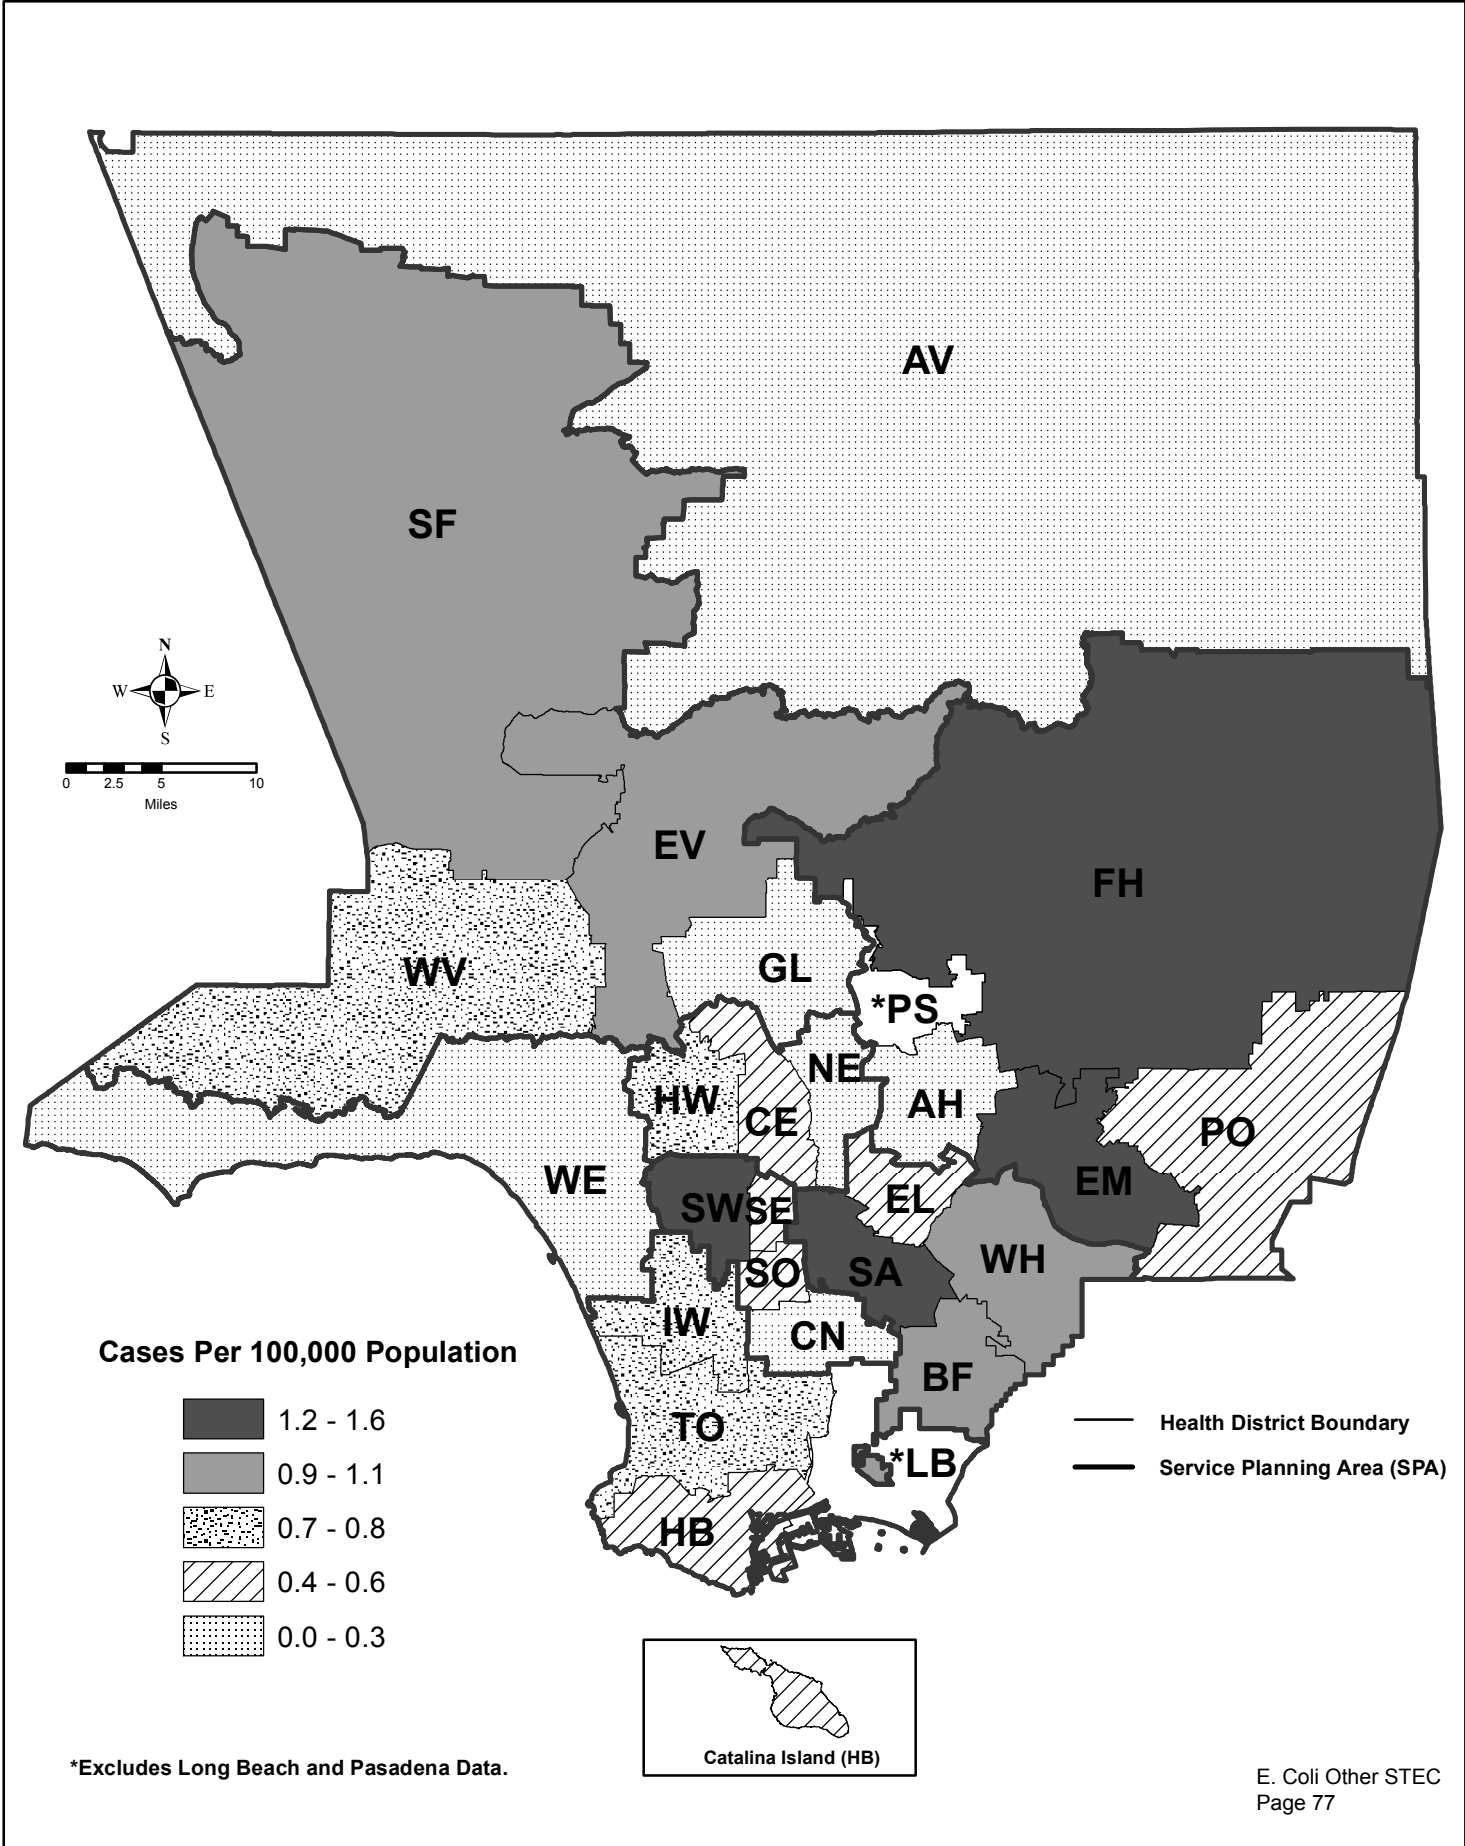 AV
SF
N
W E
S
0 2.5 5 10
Miles
EV
FH
WV
GL
*PS
NE
HW
AH
CE
PO
WE
EM
SW
SE
EL
WH
SO
SA
IW
CN
Cases Per 100,000 Population
BF
1.2 - 1.6
Health District Boundary
TO
*LB
Service Planning Area (SPA)
0.9 - 1.1
0.7 - 0.8
HB
0.4 - 0.6
0.0 - 0.3
Catalina Island (HB)
*Excludes Long Beach and Pasadena Data.
E. Coli Other STEC
Page 77